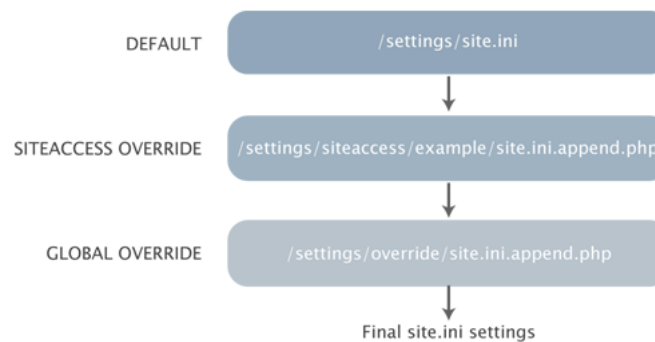 DEFAULT /settings/site.ini
SITEACCESS OVERRIDE /settings/siteaccess/example/site.ini.append.php
GLOBAL OVERRIDE /settings/override/site.ini.append.php
Final site.ini settings